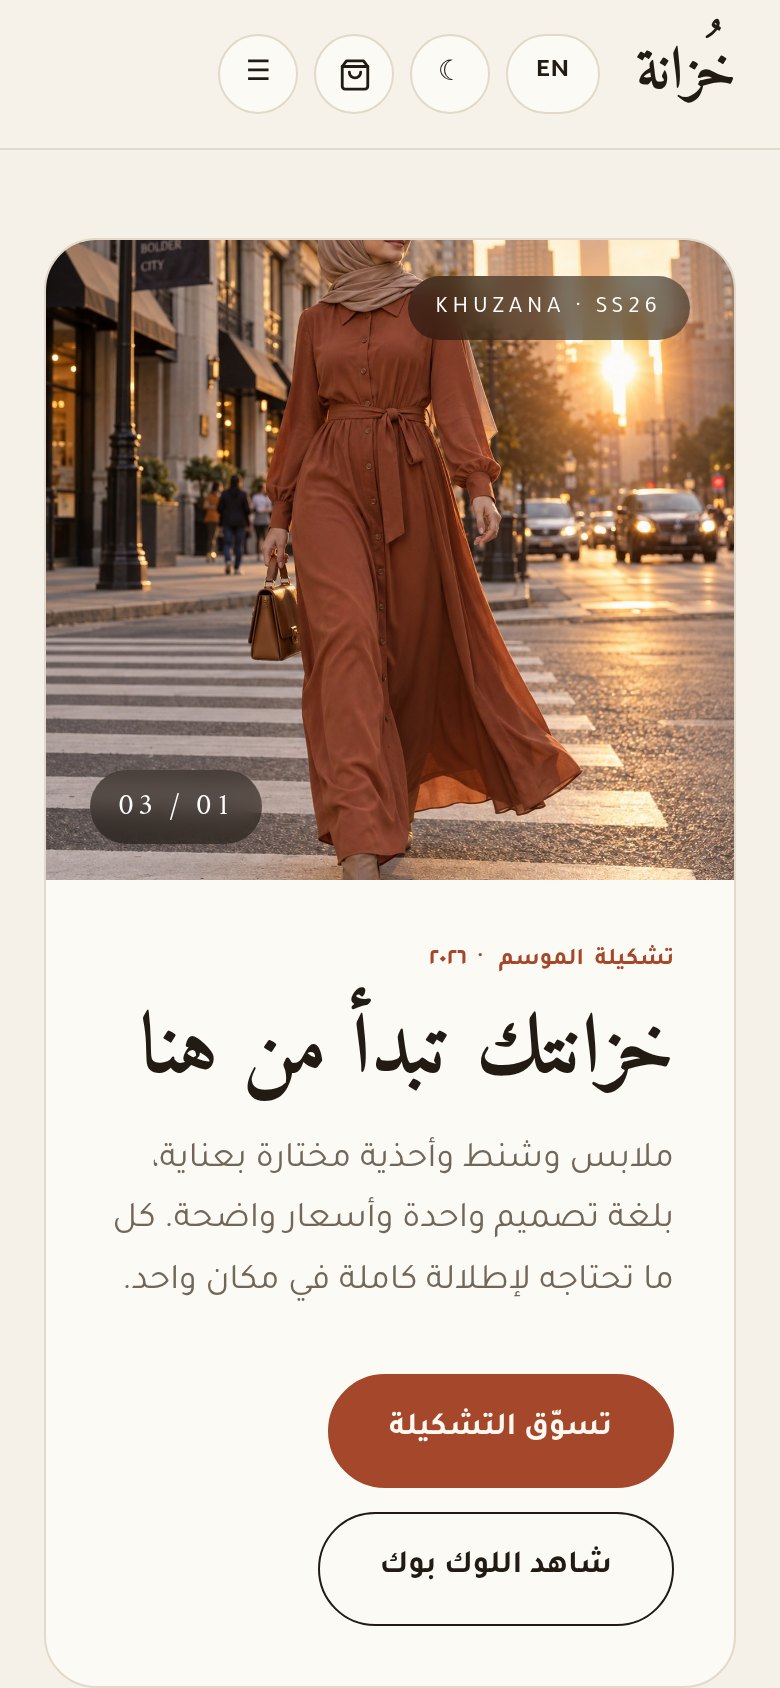 خُزانة
EN
BOLDER
CITY
KHUZANA · SS26
03 / 01
تشكيلة الموسم · ٢٠٢٦
خزانتك تبدأ من هنا
ملابس وشنط وأحذية مختارة بعناية،
بلغة تصميم واحدة وأسعار واضحة. كل
ما تحتاجه لإطلالة كاملة في مكان واحد.
تسوّق التشكيلة
شاهد اللوك بوك